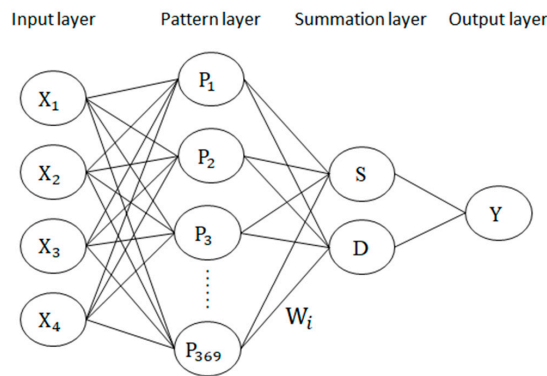 Input layer Pattern layer Summation layer Output layer
X₁
X₂
X₃
X₄
P₁
P₂
P₃
P₃₆₉
S
D
Wᵢ
Y